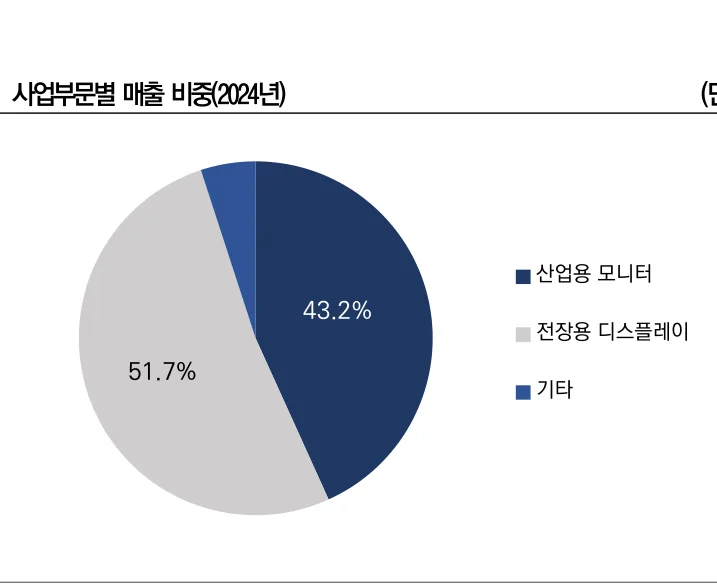 사업부문별 매출 비중(2024년)
43.2%
51.7%
산업용 모니터
전장용 디스플레이
기타